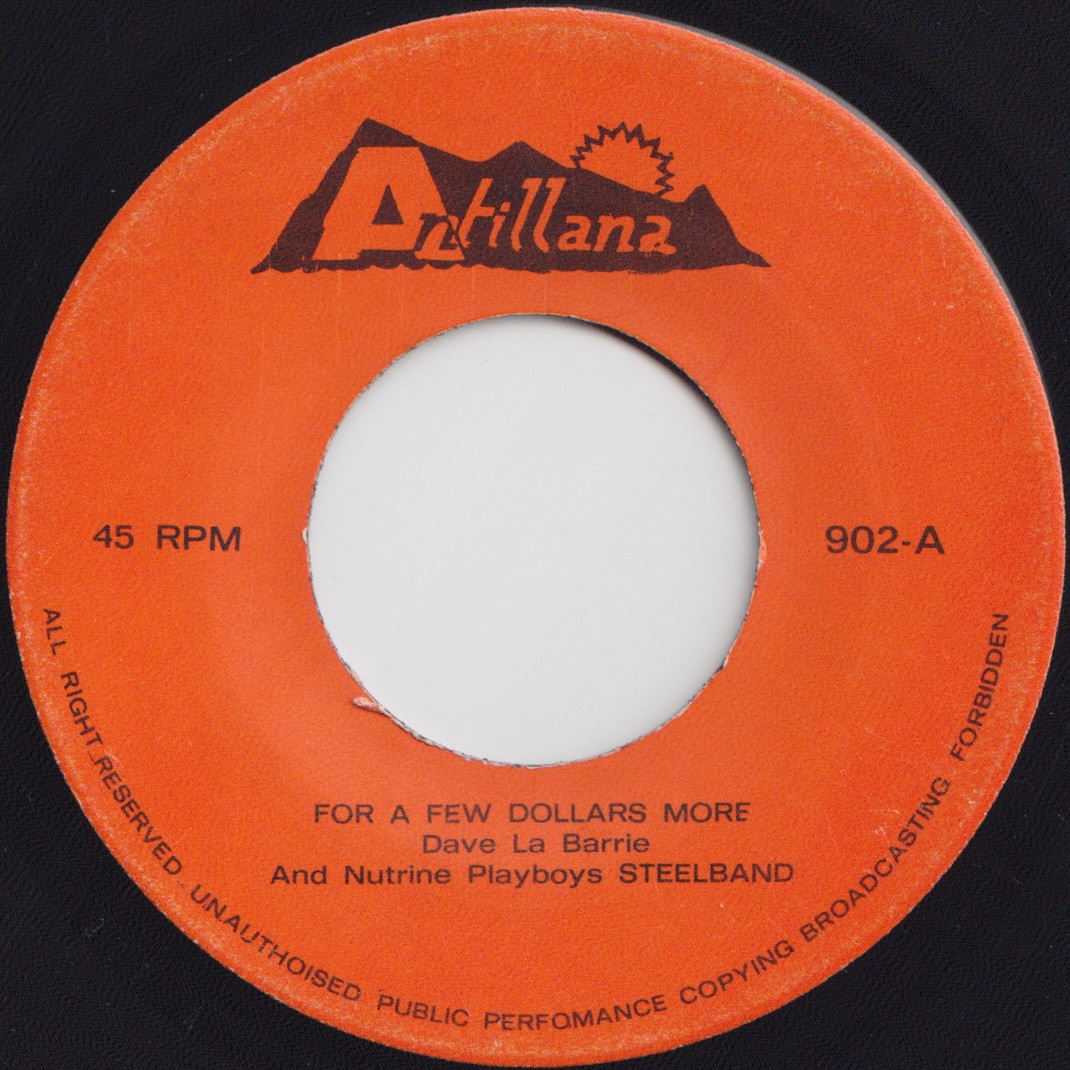 Antillana
45 RPM
902-A
FOR A FEW DOLLARS MORE
Dave La Barrie
And Nutrine Playboys STEELBAND
ALL RIGHT RESERVED UNAUTHOISED PUBLIC PERFOMANCE COPYING BROADCASTING FORBIDDEN